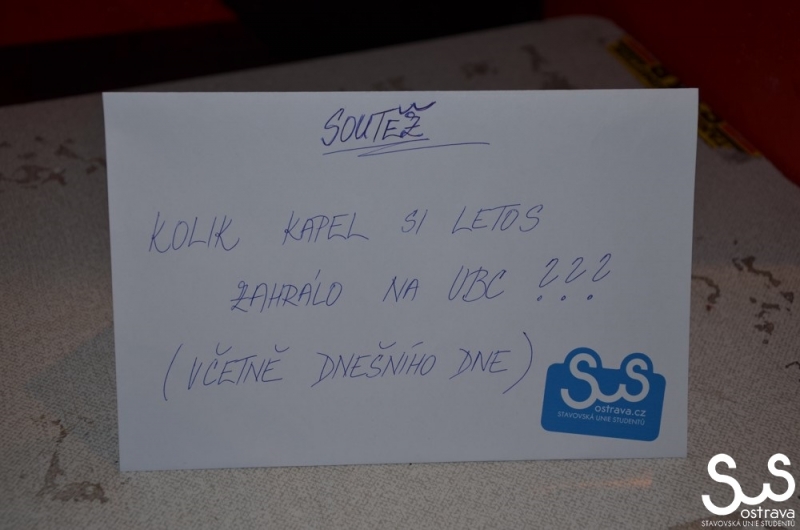 SOUTĚŽ
KOLIK KAPEL SI LETOS
ZAHRÁLO NA UBC ???
(VČETNĚ DNEŠNÍHO DNE)
SUS
ostrava.cz
STAVOVSKÁ UNIE STUDENTŮ
SUS
ostrava
STAVOVSKÁ UNIE STUDENTŮ